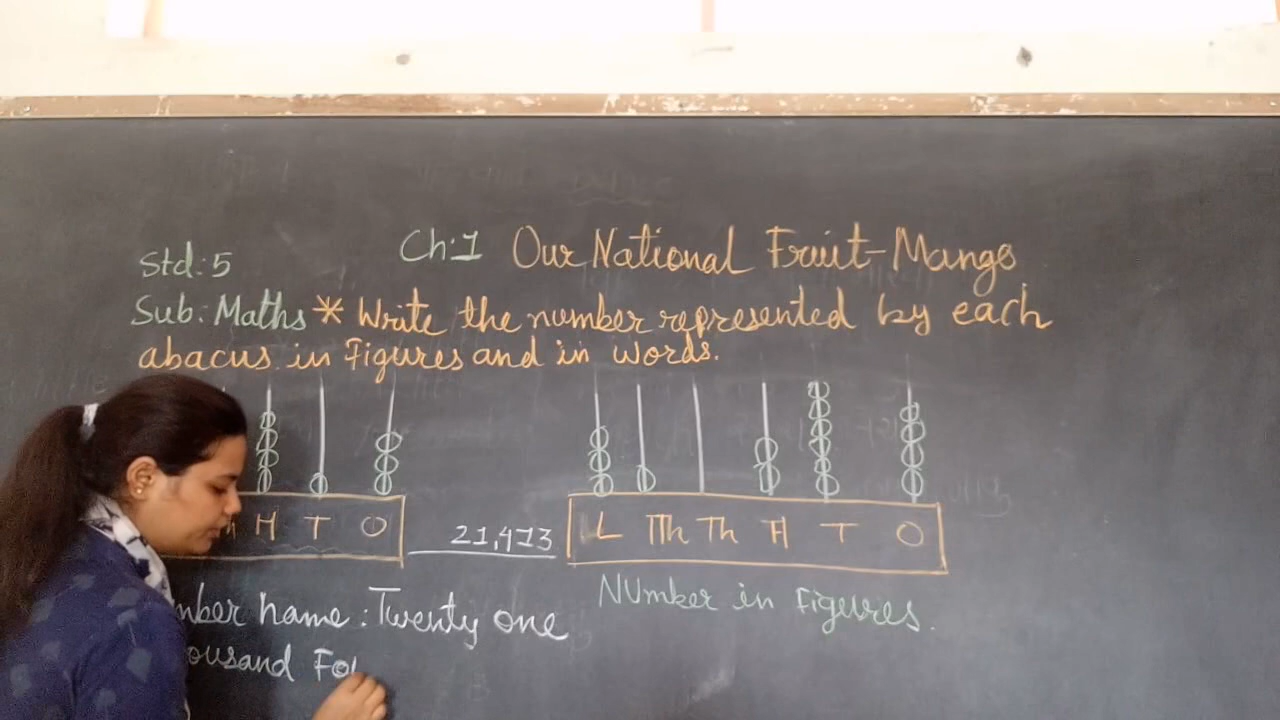 Ch:1 Our National Fruit-Mango
Std: 5
Sub: Maths * Write the number represented by each
abacus in Figures and in words.
H T O
21,413
L TTh Th H T O
Number in Figures.
mber name: Twenty one
ousand Fou